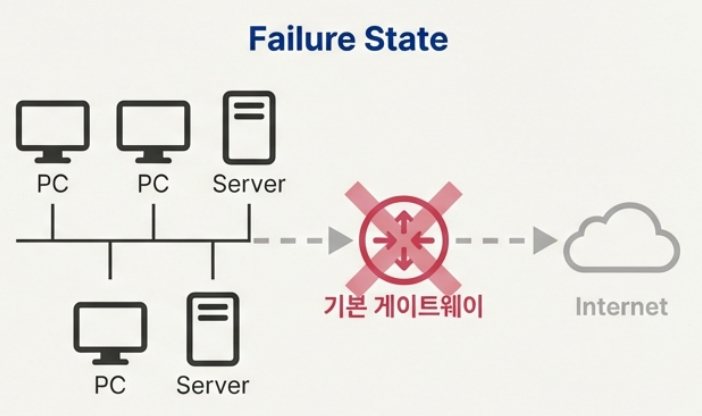 Failure State
PC
PC
Server
기본 게이트웨이
Internet
PC
Server